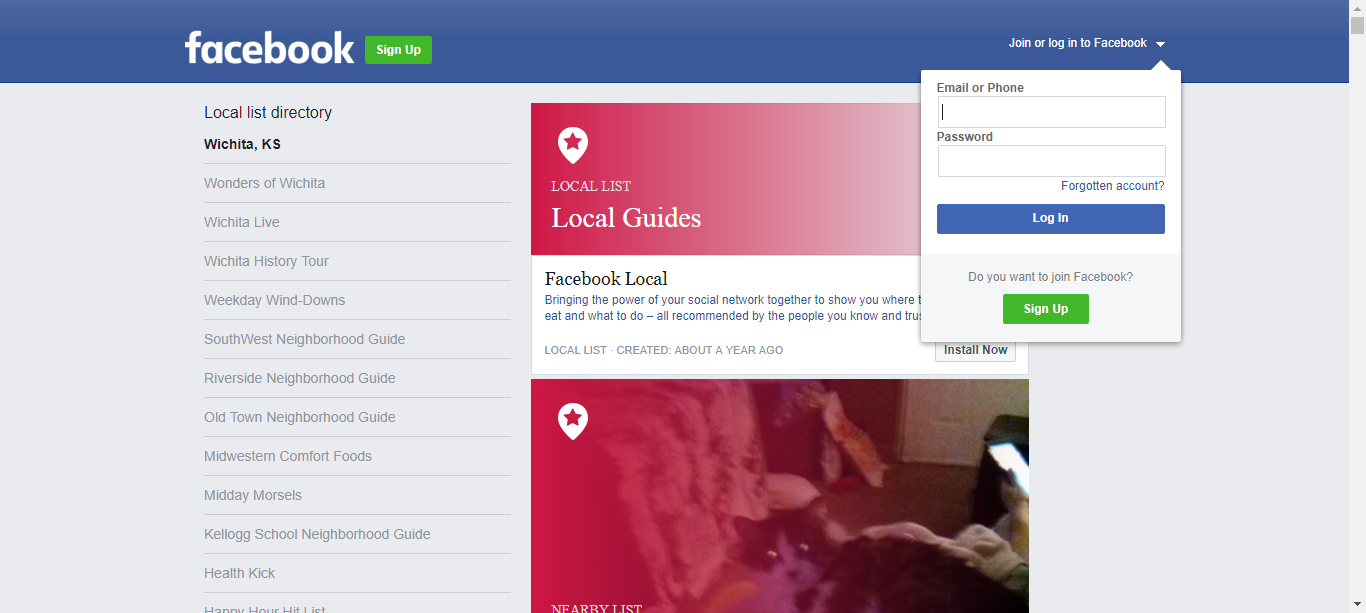 facebook
Sign Up
Join or log in to Facebook
Email or Phone
Password
Forgotten account?
Log In
Do you want to join Facebook?
Sign Up
Local list directory
Wichita, KS
Wonders of Wichita
Wichita Live
Wichita History Tour
Weekday Wind-Downs
SouthWest Neighborhood Guide
Riverside Neighborhood Guide
Old Town Neighborhood Guide
Midwestern Comfort Foods
Midday Morsels
Kellogg School Neighborhood Guide
Health Kick
Happy Hour Hit List
LOCAL LIST
Local Guides
Facebook Local
Bringing the power of your social network together to show you where
eat and what to do – all recommended by the people you know and
LOCAL LIST · CREATED: ABOUT A YEAR AGO
Install Now
NEARBY LIST